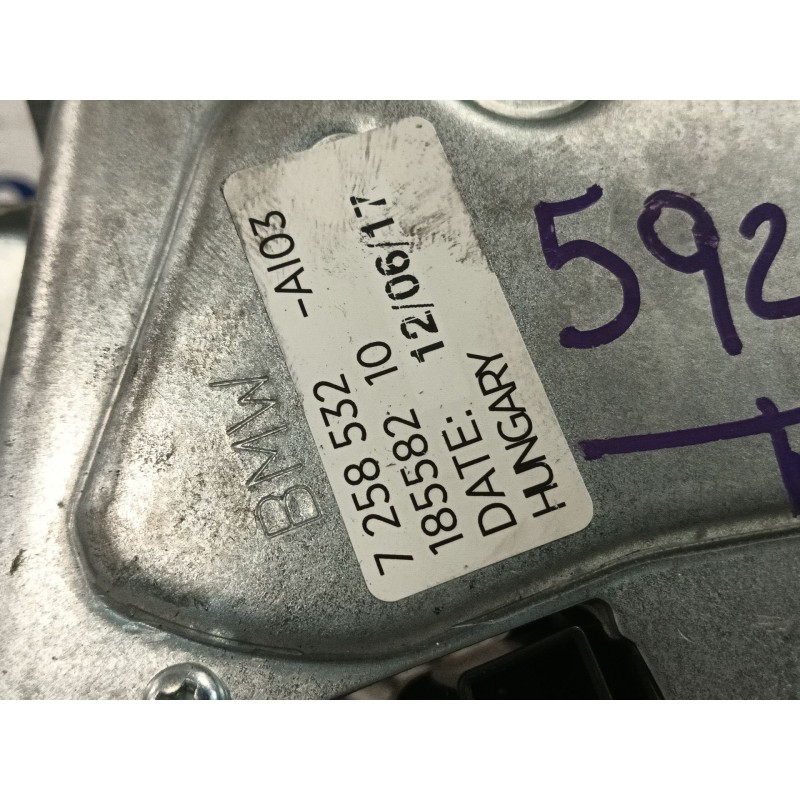 BMW
7 258 532 -AI03
185582 10
DATE: 12/06/17
HUNGARY
592